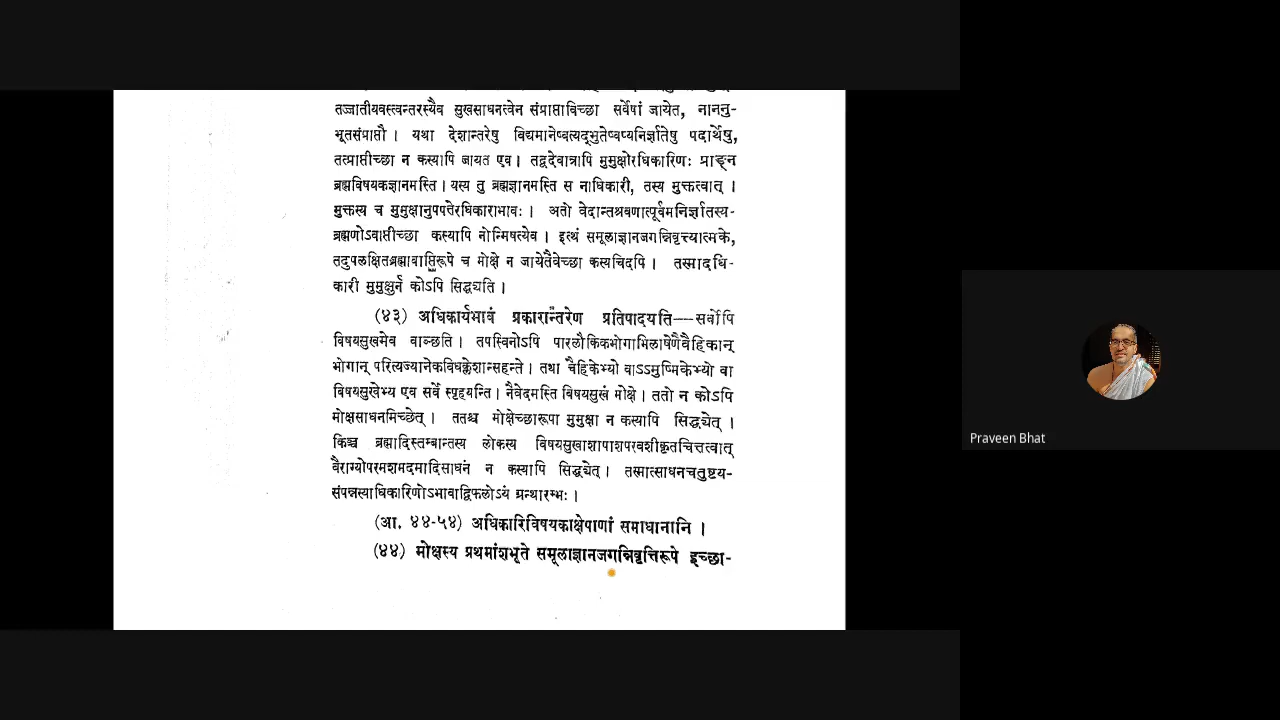 तज्जातीयवस्त्वन्तरस्यैव सुखसाधनत्वेन संप्राप्ताविच्छा सर्वेषां जायेत, नाननु-
भूतसंप्राप्तौ । यथा देशान्तरेषु विद्यमानेष्वत्यद्भुतेष्वप्यनिर्ज्ञातेषु पदार्थेषु,
तत्प्राप्तीच्छा न कस्यापि जायत एव । तद्वदेवात्रापि मुमुक्षोरधिकारिणः प्राङ्न
ब्रह्मविषयकज्ञानमस्ति । यस्य तु ब्रह्मज्ञानमस्ति स नाधिकारी, तस्य मुक्तत्वात् ।
मुक्तस्य च मुमुक्षानुपपत्तेरधिकाराभावः । अतो वेदान्तश्रवणात्पूर्वमनिर्ज्ञातस्य-
ब्रह्मणोऽवाप्तीच्छा कस्यापि नोन्मिषत्येव । इत्थं समूलाज्ञानजगन्निवृत्त्यात्मके,
तदुपलक्षितब्रह्मावाप्तिरूपे च मोक्षे न जायेतैवेच्छा कस्यचिदपि । तस्मादधि-
कारी मुमुक्षुर्न कोऽपि सिद्ध्यति ।
(४३) अधिकार्यभावं प्रकारान्तरेण प्रतिपादयति—सर्वोपि
विषयसुखमेव वाञ्छति । तपस्विनोऽपि पारलौकिकभोगाभिलाषेणैवैहिकान्
भोगान् परित्यज्यानेकविधक्लेशान्सहन्ते । तथा चैहिकेभ्यो वाऽऽमुष्मिकेभ्यो वा
विषयसुखेभ्य एव सर्वे स्पृहयन्ति । नैवेदमस्ति विषयसुखं मोक्षे । ततो न कोऽपि
मोक्षसाधनमिच्छेत् । ततश्च मोक्षेच्छारूपा मुमुक्षा न कस्यापि सिद्ध्येत् ।
किञ्च ब्रह्मादिस्तम्बान्तस्य लोकस्य विषयसुखाशापाशपरवशीकृतचित्तत्वात्
वैराग्योपरमशमदमादिसाधनं न कस्यापि सिद्ध्येत् । तस्मात्साधनचतुष्टय-
संपन्नस्याधिकारिणोऽभावाद्विफलोऽयं ग्रन्थारम्भः ।
(आ. ४४-५४) अधिकारिविषयकाक्षेपाणां समाधानानि ।
(४४) मोक्षस्य प्रथमांशभूते समूलाज्ञानजगन्निवृत्तिरूपे इच्छा-
Praveen Bhat